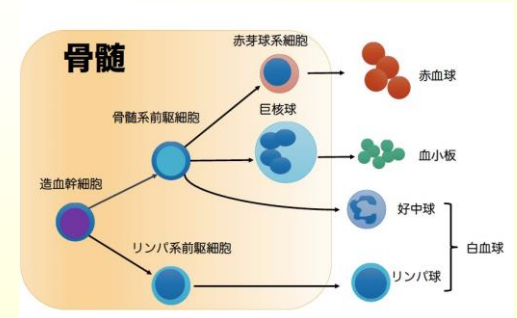 骨髄
赤芽球系細胞
赤血球
巨核球
骨髄系前駆細胞
血小板
造血幹細胞
好中球
白血球
リンパ系前駆細胞
リンパ球